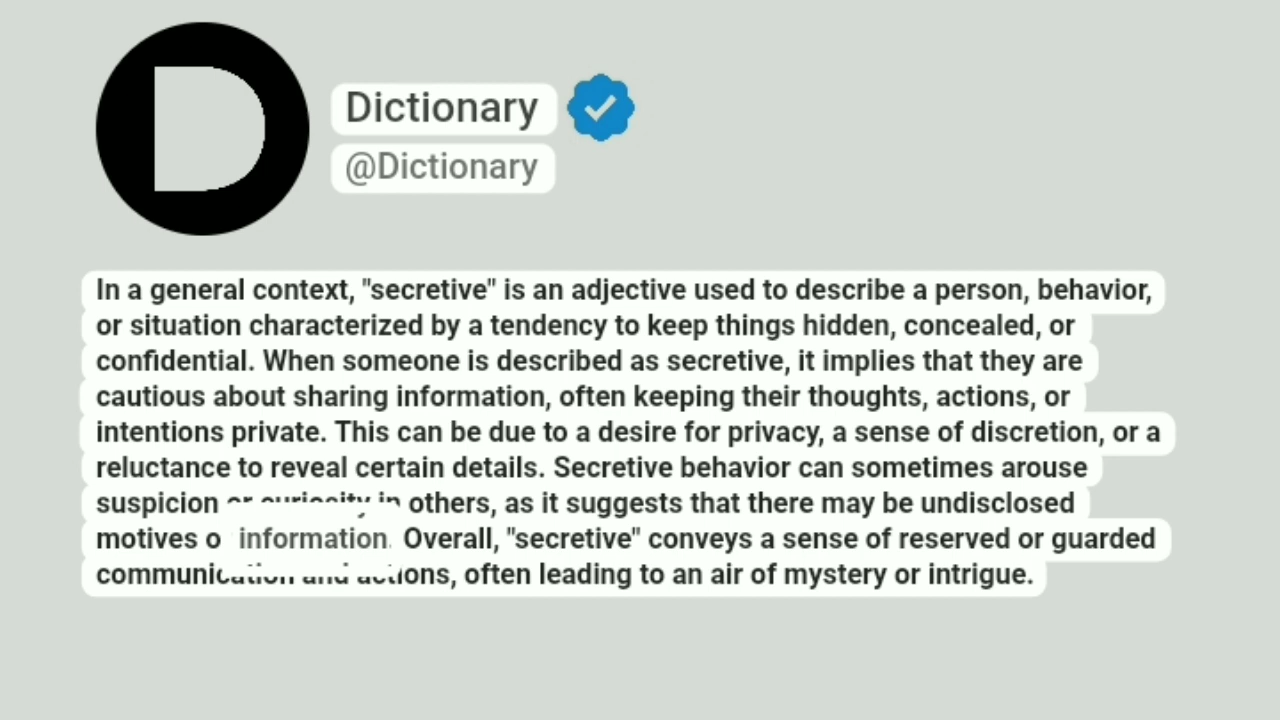 D
Dictionary
@Dictionary
In a general context, "secretive" is an adjective used to describe a person, behavior,
or situation characterized by a tendency to keep things hidden, concealed, or
confidential. When someone is described as secretive, it implies that they are
cautious about sharing information, often keeping their thoughts, actions, or
intentions private. This can be due to a desire for privacy, a sense of discretion, or a
reluctance to reveal certain details. Secretive behavior can sometimes arouse
suspicion or curiosity in others, as it suggests that there may be undisclosed
motives o information. Overall, "secretive" conveys a sense of reserved or guarded
communication and actions, often leading to an air of mystery or intrigue.